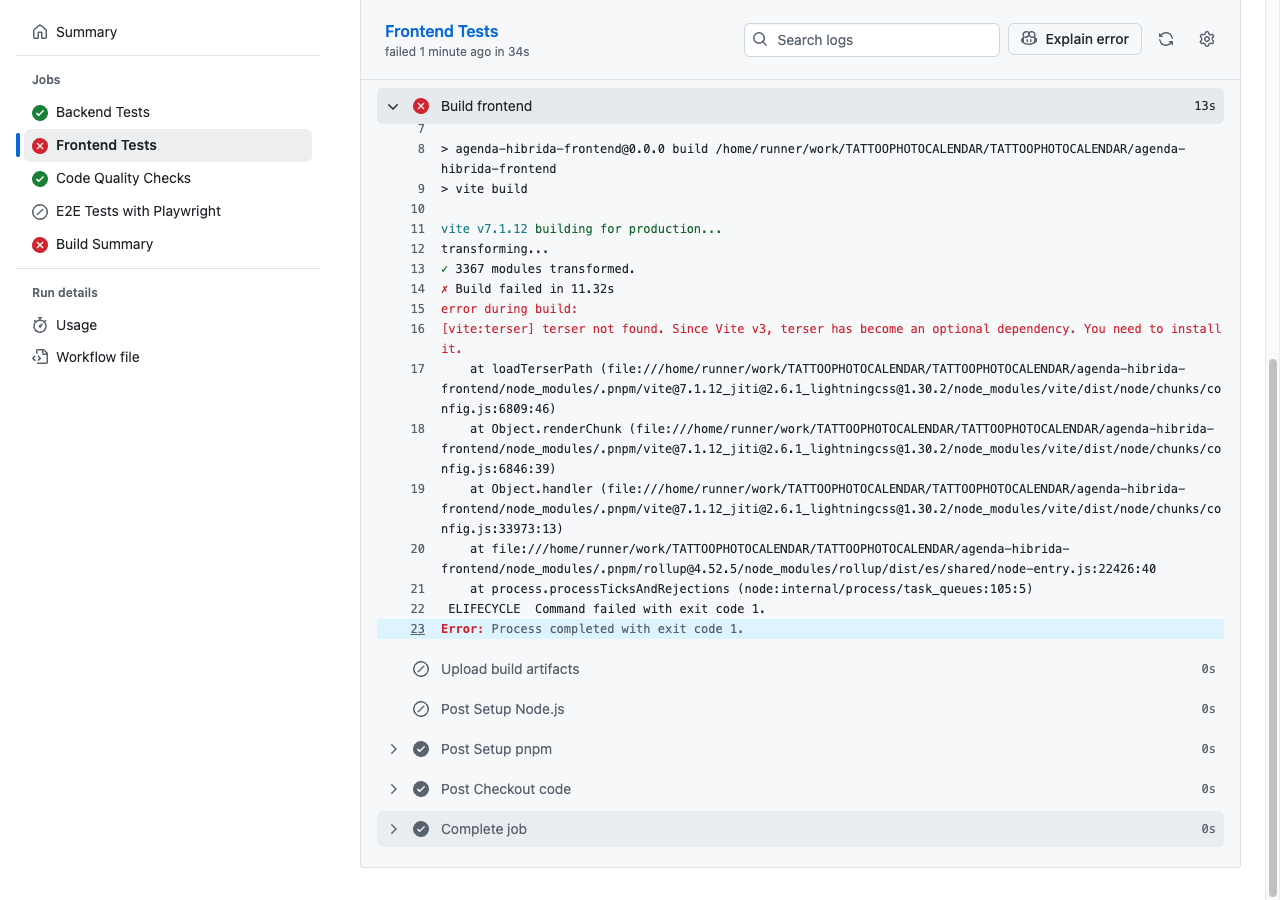 Summary
Jobs
Backend Tests
Frontend Tests
Code Quality Checks
E2E Tests with Playwright
Build Summary
Run details
Usage
Workflow file
Frontend Tests
failed 1 minute ago in 34s
Search logs
Explain error
Build frontend 13s
7
8 > agenda-hibrida-frontend@0.0.0 build /home/runner/work/TATTOOPHOTOCALENDAR/TATTOOPHOTOCALENDAR/agenda-
hibrida-frontend
9 > vite build
10
11 vite v7.1.12 building for production...
12 transforming...
13 ✓ 3367 modules transformed.
14 ✗ Build failed in 11.32s
15 error during build:
16 [vite:terser] terser not found. Since Vite v3, terser has become an optional dependency. You need to install
it.
17     at loadTerserPath (file:///home/runner/work/TATTOOPHOTOCALENDAR/TATTOOPHOTOCALENDAR/agenda-hibrida-
frontend/node_modules/.pnpm/vite@7.1.12_jiti@2.6.1_lightningcss@1.30.2/node_modules/vite/dist/node/chunks/co
nfig.js:6809:46)
18     at Object.renderChunk (file:///home/runner/work/TATTOOPHOTOCALENDAR/TATTOOPHOTOCALENDAR/agenda-hibrida-
frontend/node_modules/.pnpm/vite@7.1.12_jiti@2.6.1_lightningcss@1.30.2/node_modules/vite/dist/node/chunks/co
nfig.js:6846:39)
19     at Object.handler (file:///home/runner/work/TATTOOPHOTOCALENDAR/TATTOOPHOTOCALENDAR/agenda-hibrida-
frontend/node_modules/.pnpm/vite@7.1.12_jiti@2.6.1_lightningcss@1.30.2/node_modules/vite/dist/node/chunks/co
nfig.js:33973:13)
20     at file:///home/runner/work/TATTOOPHOTOCALENDAR/TATTOOPHOTOCALENDAR/agenda-hibrida-
frontend/node_modules/.pnpm/rollup@4.52.5/node_modules/rollup/dist/es/shared/node-entry.js:22426:40
21     at process.processTicksAndRejections (node:internal/process/task_queues:105:5)
22  ELIFECYCLE  Command failed with exit code 1.
23 Error: Process completed with exit code 1.
Upload build artifacts 0s
Post Setup Node.js 0s
Post Setup pnpm 0s
Post Checkout code 0s
Complete job 0s